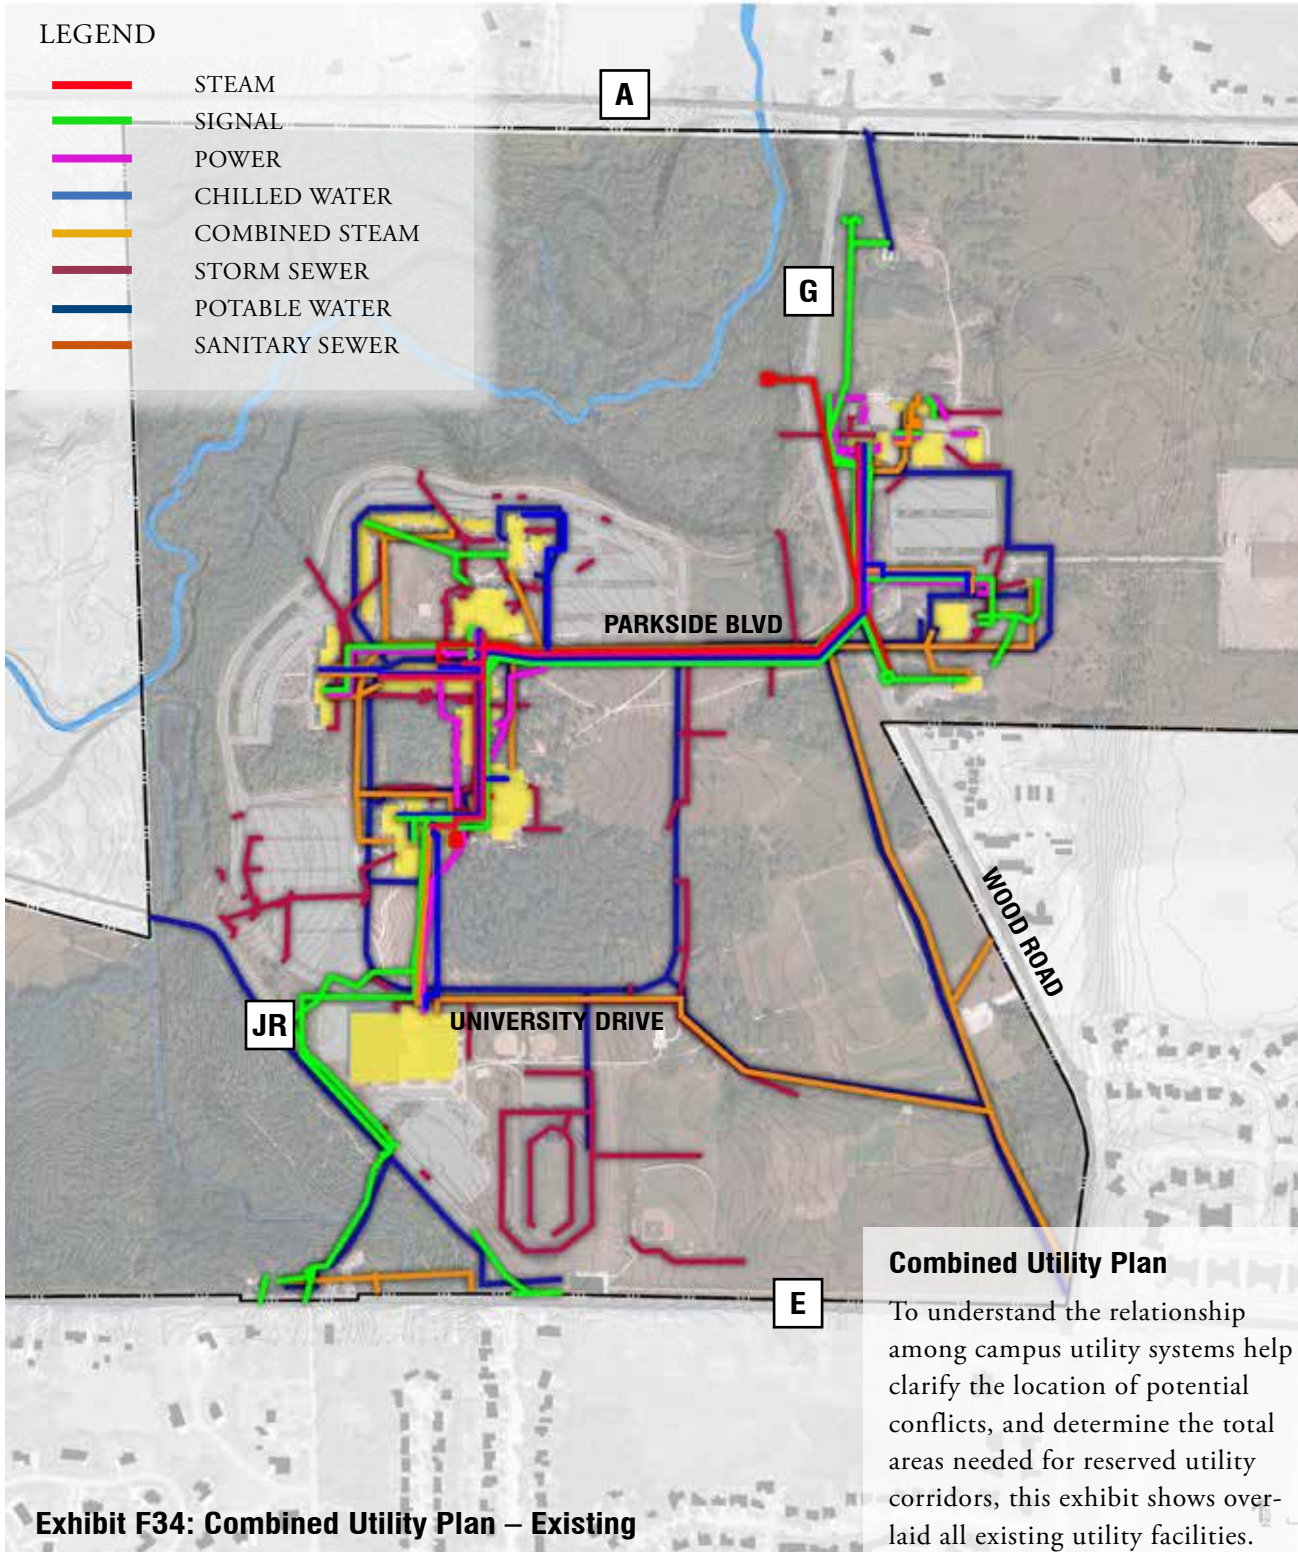 LEGEND
STEAM
SIGNAL
POWER
CHILLED WATER
COMBINED STEAM
STORM SEWER
POTABLE WATER
SANITARY SEWER
A
G
PARKSIDE BLVD
WOOD ROAD
JR
UNIVERSITY DRIVE
E
Combined Utility Plan
To understand the relationship
among campus utility systems help
clarify the location of potential
conflicts, and determine the total
areas needed for reserved utility
corridors, this exhibit shows over-
laid all existing utility facilities.
Exhibit F34: Combined Utility Plan – Existing